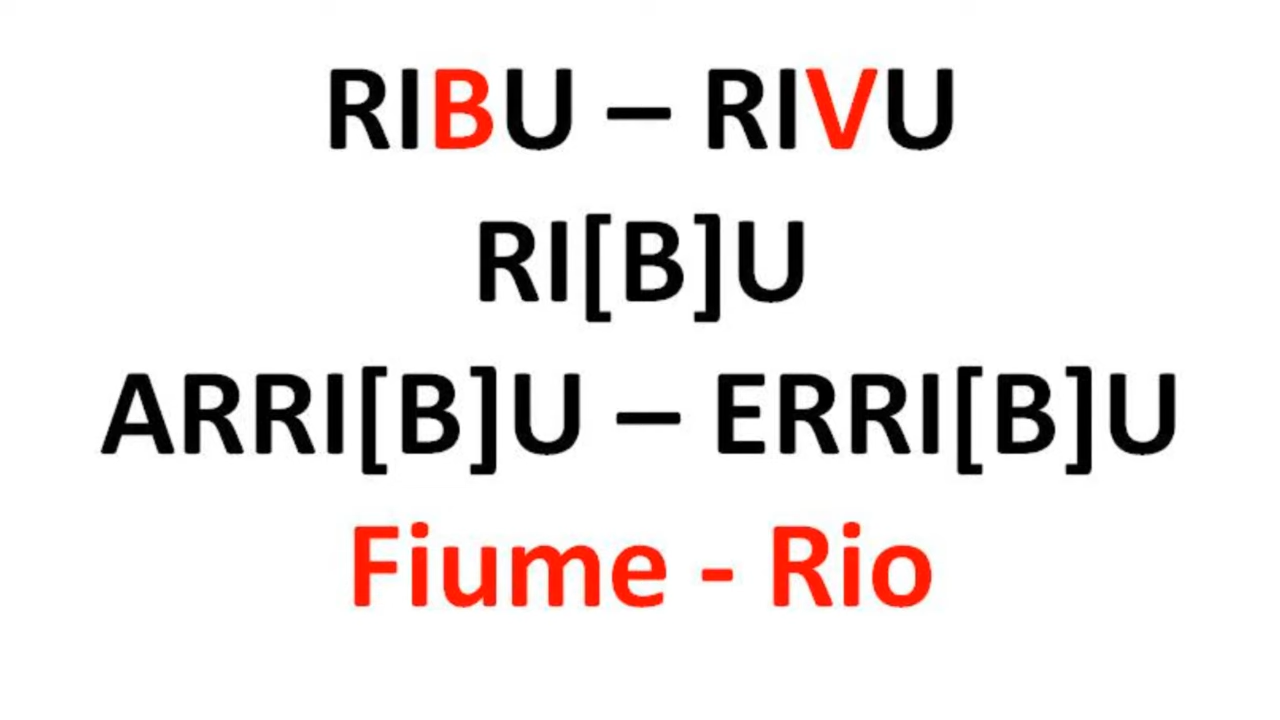 RIBU – RIVU
RI[B]U
ARRI[B]U – ERRI[B]U
Fiume - Rio